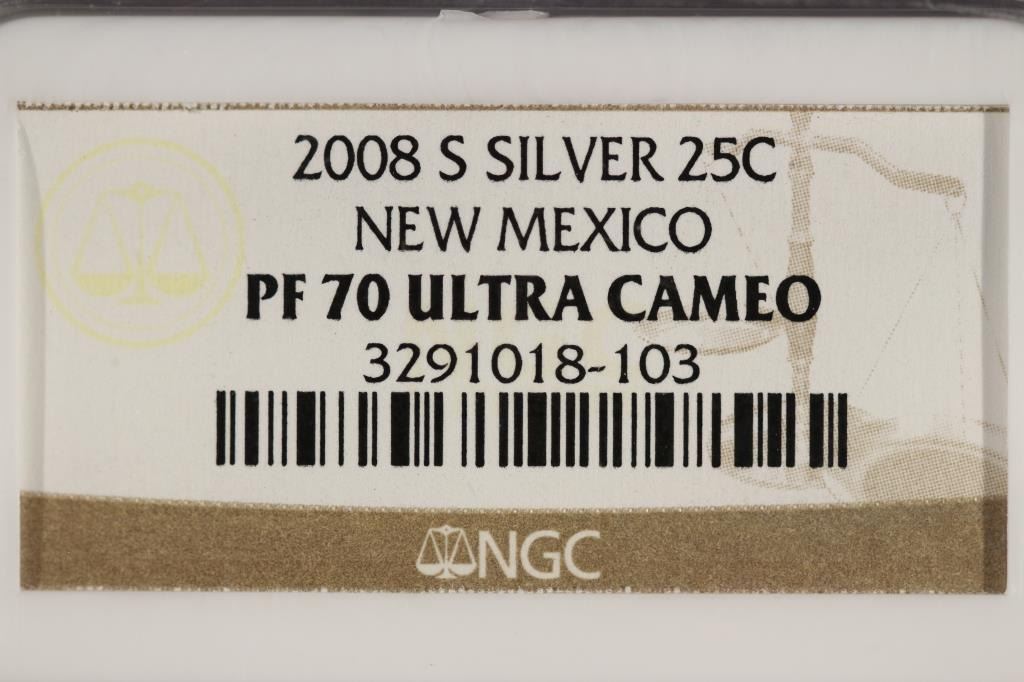 2008 S SILVER 25C
NEW MEXICO
PF 70 ULTRA CAMEO
3291018-103
NGC